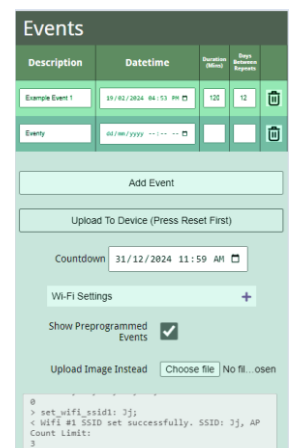 Events
Description Datetime Duration (Mins) Days Between Repeats
Example Event 1 19/02/2024 04:53 PM 120 12
Eventy dd/mm/yyyy --:-- --
Add Event
Upload To Device (Press Reset First)
Countdown 31/12/2024 11:59 AM
Wi-Fi Settings +
Show Preprogrammed Events
Upload Image Instead Choose file No fil...osen
0
> set_wifi_ssid1: Jj;
< Wifi #1 SSID set successfully. SSID: Jj, AP
Count Limit:
3